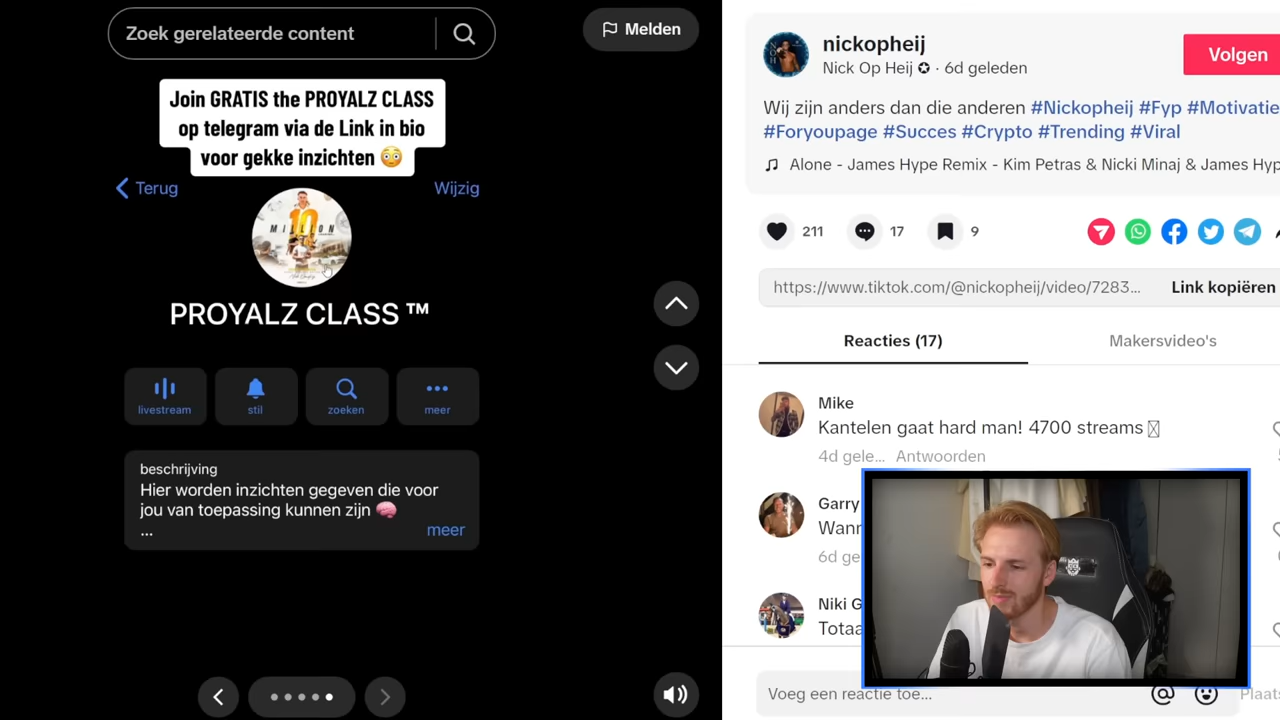 Zoek gerelateerde content
Melden
Join GRATIS the PROYALZ CLASS
op telegram via de Link in bio
voor gekke inzichten 😳
Terug
Wijzig
MILLION
PROYALZ CLASS ™
livestream
stil
zoeken
meer
beschrijving
Hier worden inzichten gegeven die voor
jou van toepassing kunnen zijn 🧠
...
meer
nickopheij
Nick Op Heij ✪ · 6d geleden
Volgen
Wij zijn anders dan die anderen #Nickopheij #Fyp #Motivatie
#Foryoupage #Succes #Crypto #Trending #Viral
Alone - James Hype Remix - Kim Petras & Nicki Minaj & James Hyp
211
17
9
https://www.tiktok.com/@nickopheij/video/7283...
Link kopiëren
Reacties (17)
Makersvideo's
Mike
Kantelen gaat hard man! 4700 streams
4d gele... Antwoorden
Garry
Wann
6d ge
Niki G
Totaa
Voeg een reactie toe...
Plaats